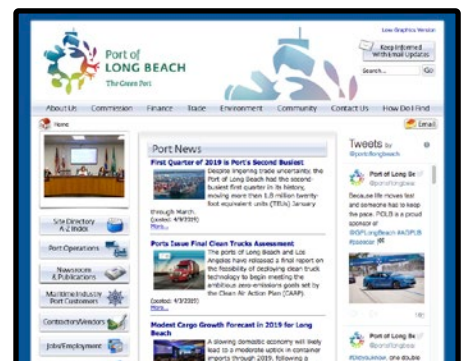 Low Graphics Version
Port of
LONG BEACH
The Green Port
Keep Informed
With Email Updates
Search...
Go
About Us Commission Finance Trade Environment Community Contact Us How Do I Find
Home
Email
Site Directory
A-Z Index
Port Operations
Newsroom
& Publications
Maritime Industry
Port Customers
Contractors/Vendors
Jobs/Employment
Port News
First Quarter of 2019 is Port's Second Busiest
Despite lingering trade uncertainty, the
Port of Long Beach had the second
busiest first quarter in its history,
moving more than 1.8 million twenty-
foot equivalent units (TEUs) January
through March.
(posted: 4/9/2019)
More...
Ports Issue Final Clean Trucks Assessment
The ports of Long Beach and Los
Angeles have released a final report on
the feasibility of deploying clean truck
technology to begin meeting the
ambitious zero-emissions goals set by
the Clean Air Action Plan (CAAP).
(posted: 4/3/2019)
More...
Modest Cargo Growth Forecast in 2019 for Long
Beach
A slowing domestic economy will likely
lead to a moderate uptick in container
imports through 2019, following a
Tweets by
@portoflongbeach
Port of Long Be
@portoflongbeac
Because life moves fast
and someone has to keep
the pace. POLB is a proud
sponsor of
@GPLongBeach #AGPLB
#pacecar
Port of Long Be
@portoflongbeac
one double